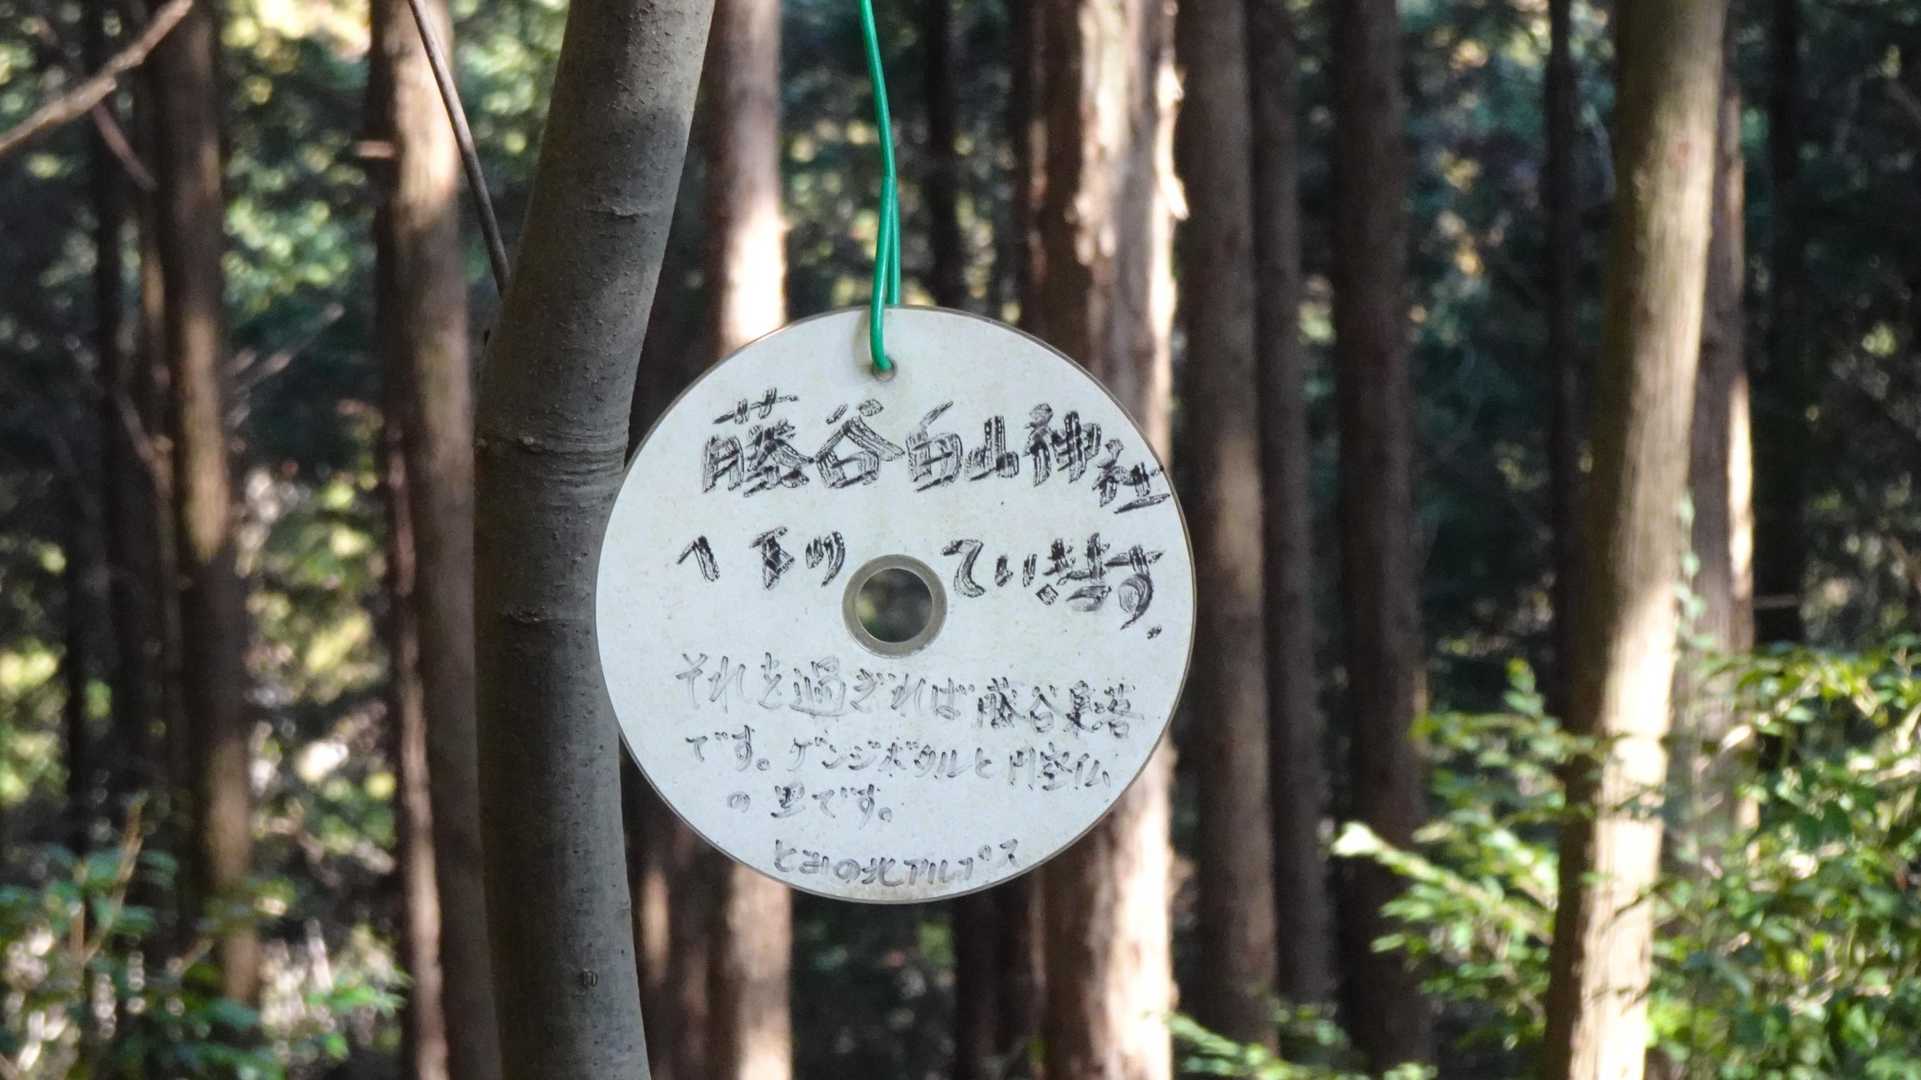 藤谷白山神社
へ下りています.
それを過ぎれば藤谷集落
です。ゲンジボタルと円空仏
の里です。
とみの北アルプス